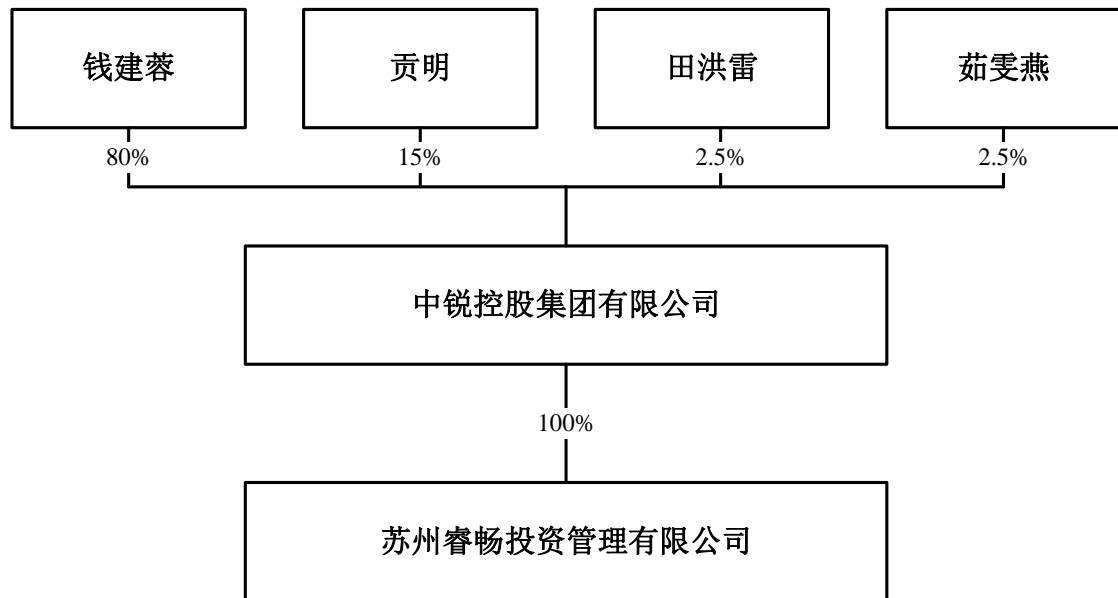 钱建蓉
贡明
田洪雷
茹雯燕
80%
15%
2.5%
2.5%
中锐控股集团有限公司
100%
苏州睿畅投资管理有限公司